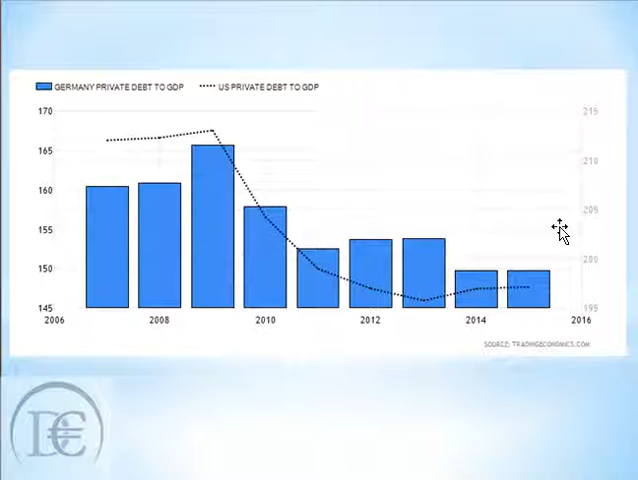 GERMANY PRIVATE DEBT TO GDP US PRIVATE DEBT TO GDP
170 215
165 210
160 205
155 200
150 195
145
2006 2008 2010 2012 2014 2016
SOURCE: TRADINGECONOMICS.COM
D€